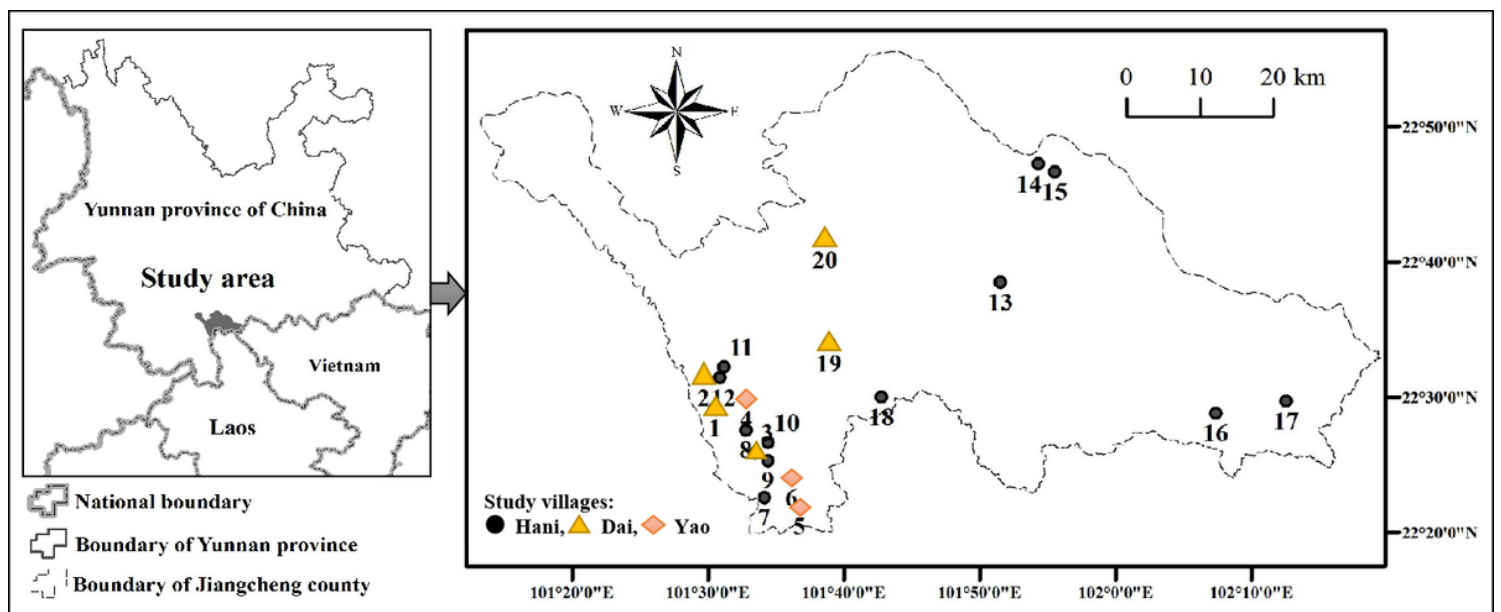 Yunnan province of China
Study area
Vietnam
Laos
National boundary
Boundary of Yunnan province
Boundary of Jiangcheng county
N
W
E
S
0 10 20 km
22°50'0"N
22°40'0"N
22°30'0"N
22°20'0"N
14
15
20
13
19
11
2
12
1
4
3
10
8
9
6
7
5
18
16
17
Study villages:
Hani, Dai, Yao
101°20'0"E
101°30'0"E
101°40'0"E
101°50'0"E
102°0'0"E
102°10'0"E